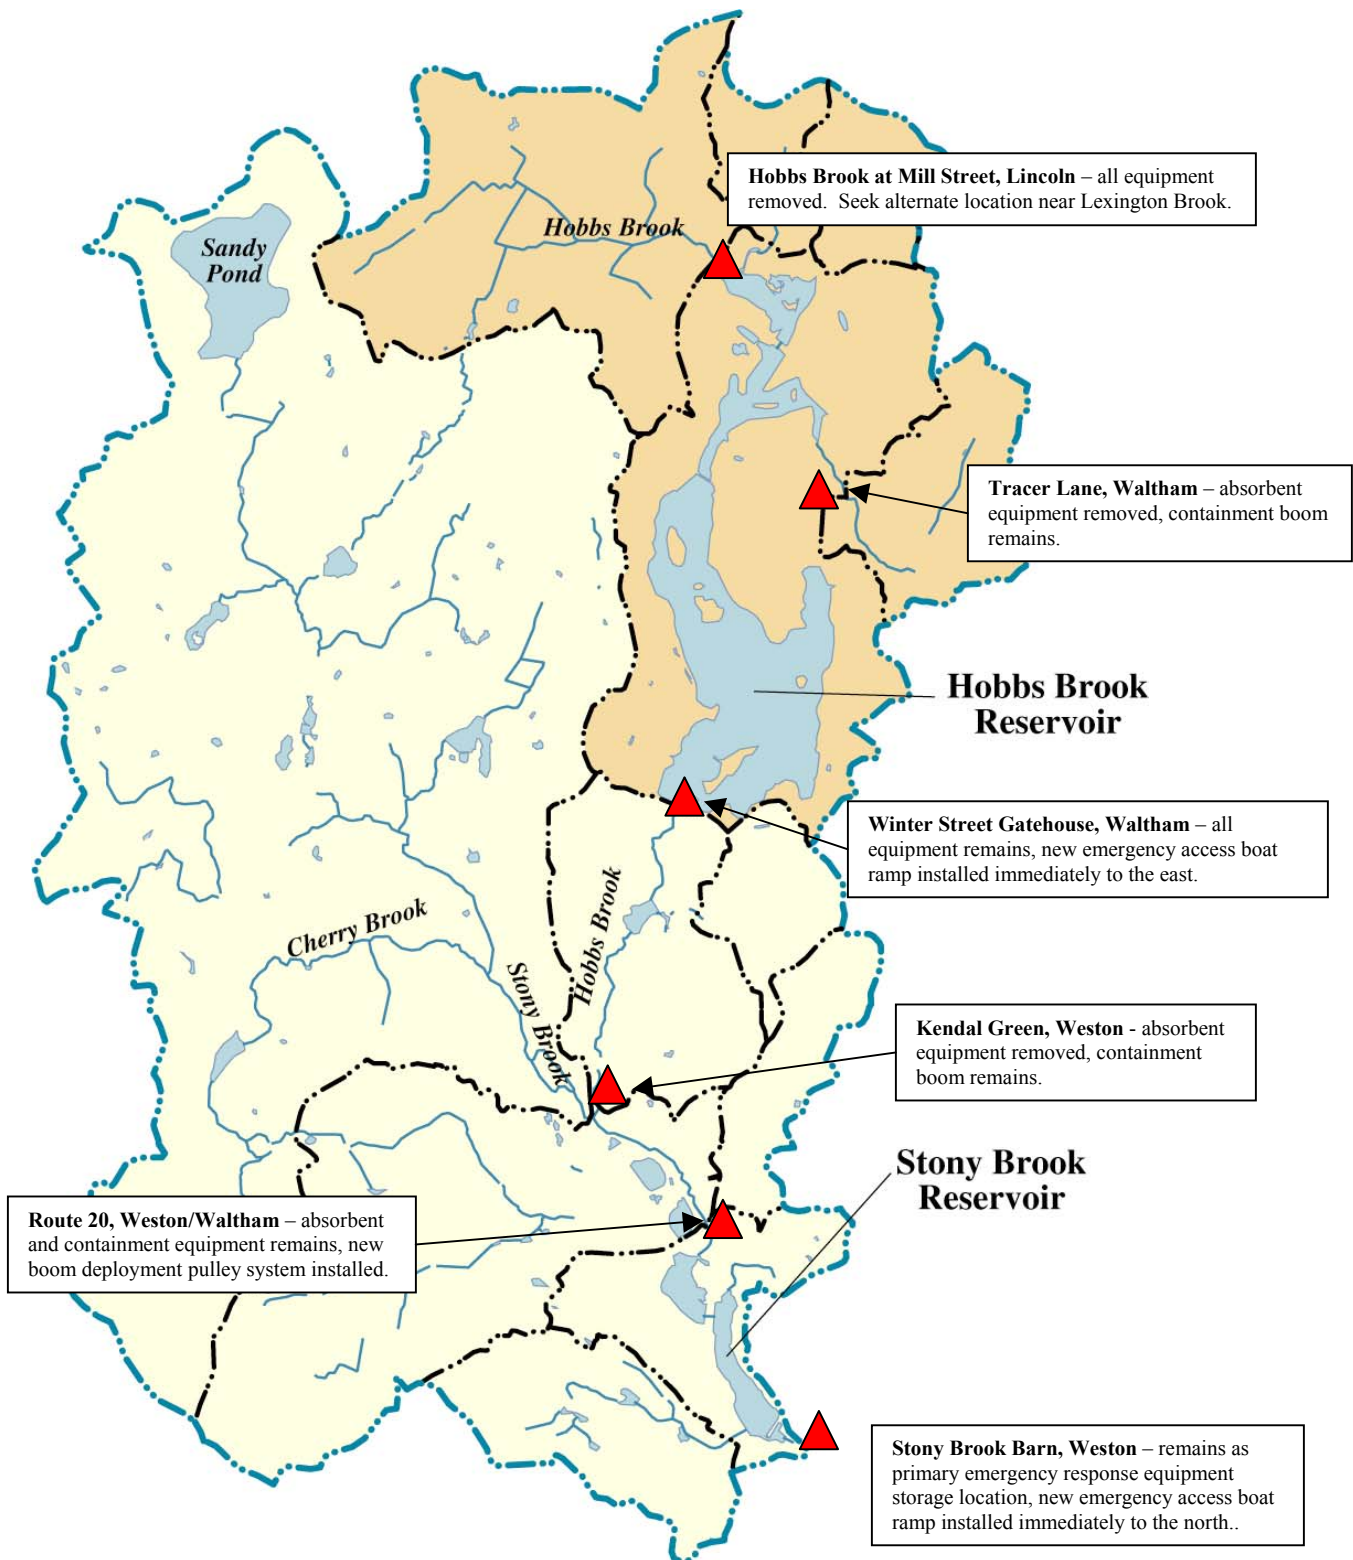 Hobbs Brook at Mill Street, Lincoln – all equipment
removed.  Seek alternate location near Lexington Brook.
Hobbs Brook
Sandy
Pond
Tracer Lane, Waltham – absorbent
equipment removed, containment boom
remains.
Hobbs Brook
Reservoir
Winter Street Gatehouse, Waltham – all
equipment remains, new emergency access boat
ramp installed immediately to the east.
Cherry Brook
Hobbs Brook
Stony Brook
Kendal Green, Weston - absorbent
equipment removed, containment
boom remains.
Stony Brook
Reservoir
Route 20, Weston/Waltham – absorbent
and containment equipment remains, new
boom deployment pulley system installed.
Stony Brook Barn, Weston – remains as
primary emergency response equipment
storage location, new emergency access boat
ramp installed immediately to the north..